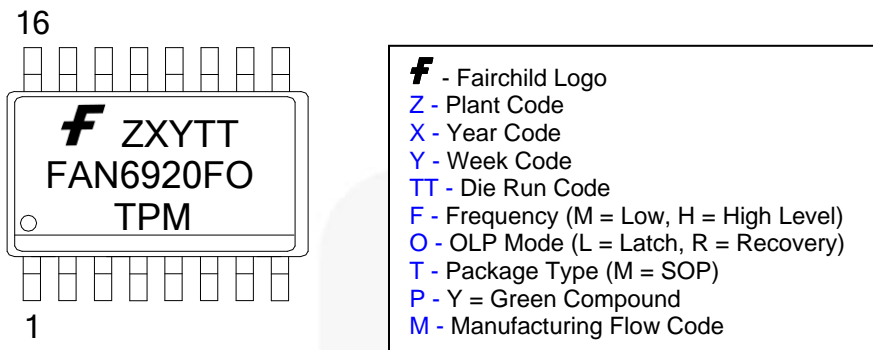 16
ZXYTT
FAN6920FO
TPM
1
- Fairchild Logo
Z - Plant Code
X - Year Code
Y - Week Code
TT - Die Run Code
F - Frequency (M = Low, H = High Level)
O - OLP Mode (L = Latch, R = Recovery)
T - Package Type (M = SOP)
P - Y = Green Compound
M - Manufacturing Flow Code